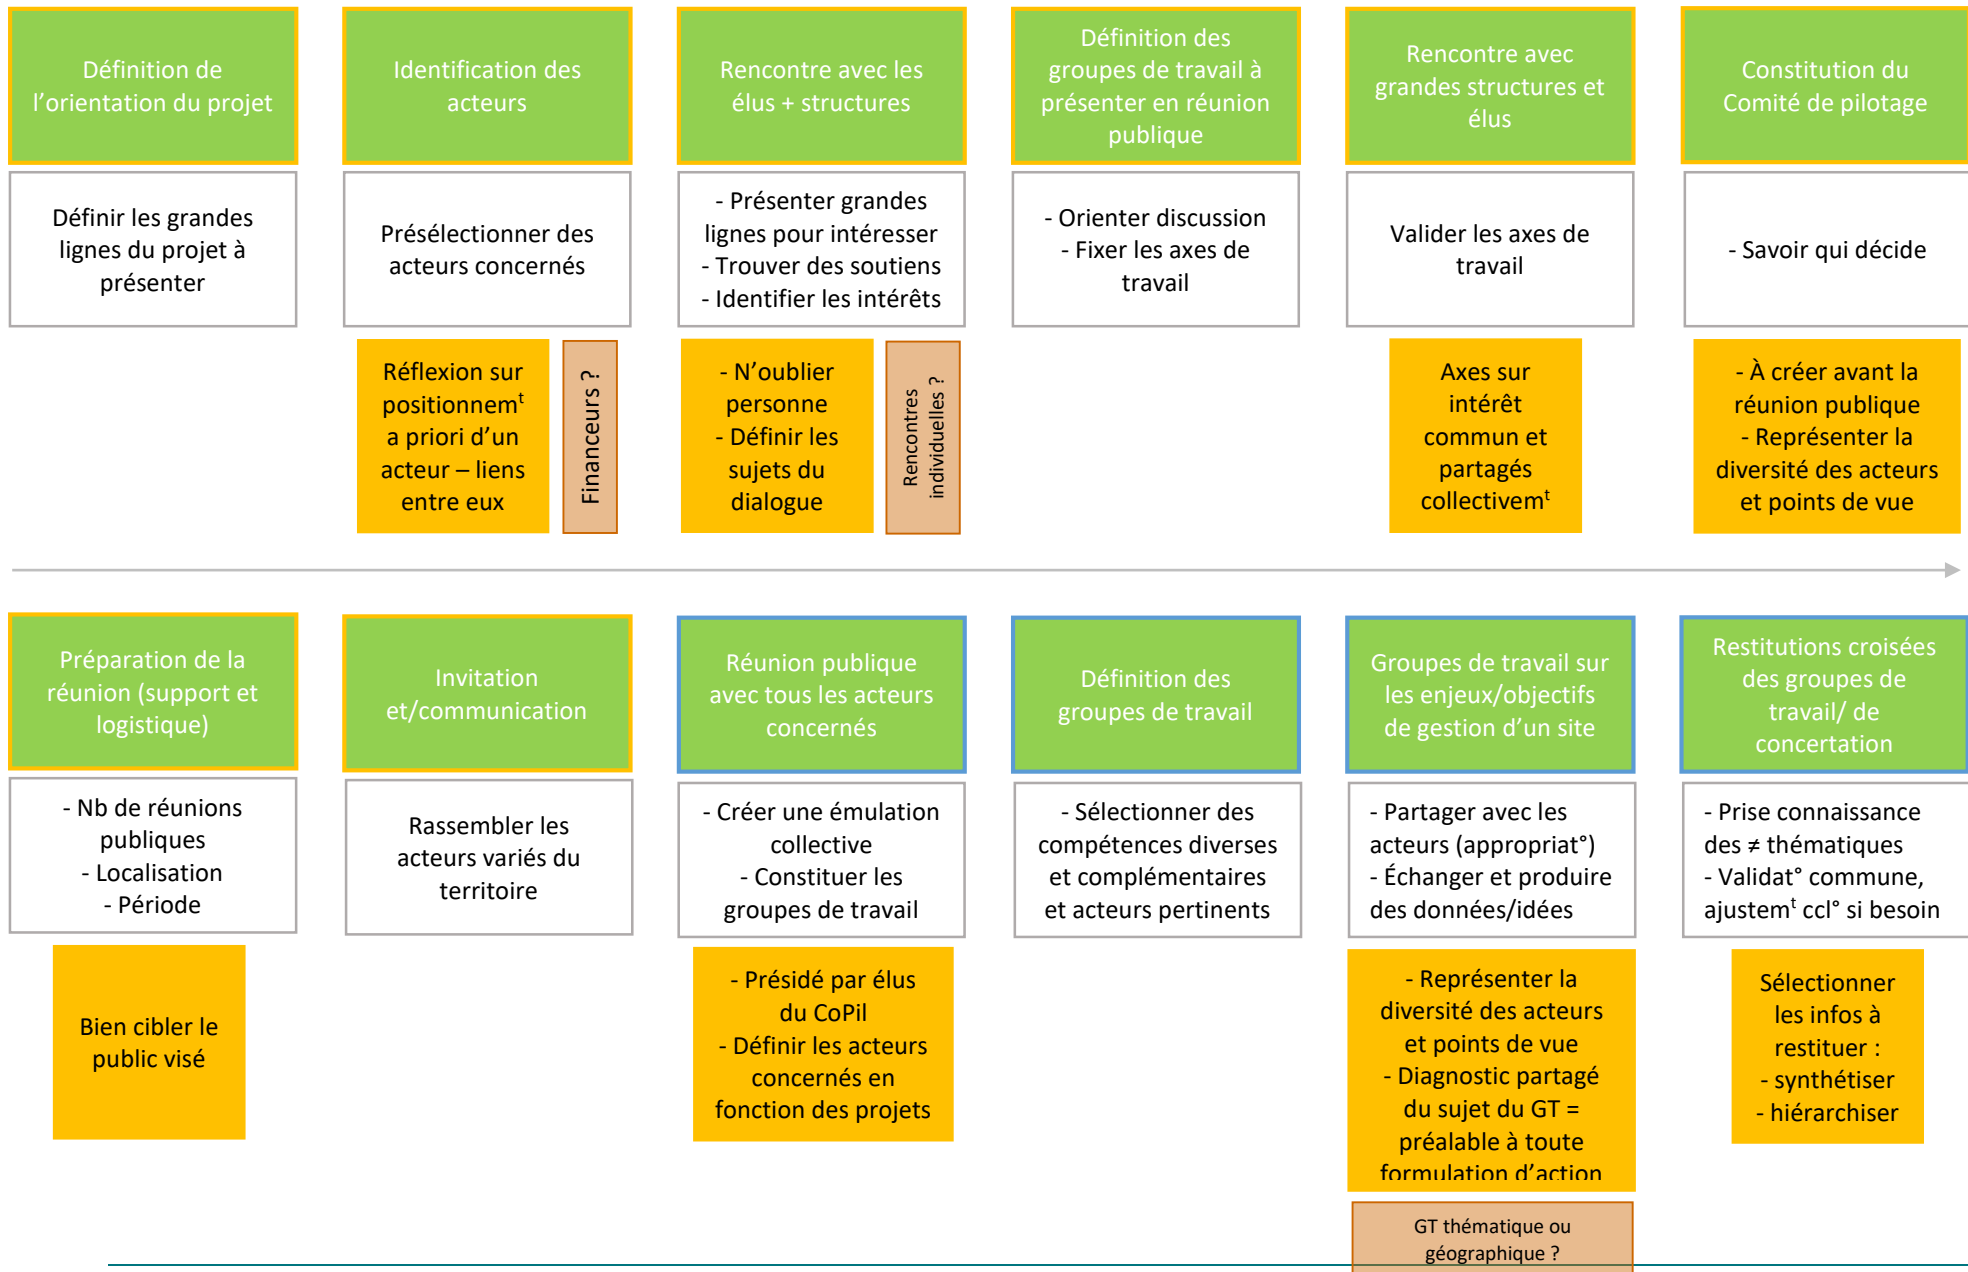 Définition de
l’orientation du projet
Identification des
acteurs
Rencontre avec les
élus + structures
Définition des
groupes de travail à
présenter en réunion
publique
Rencontre avec
grandes structures et
élus
Constitution du
Comité de pilotage
Définir les grandes
lignes du projet à
présenter
Présélectionner des
acteurs concernés
- Présenter grandes
lignes pour intéresser
- Trouver des soutiens
- Identifier les intérêts
- Orienter discussion
- Fixer les axes de
travail
Valider les axes de
travail
- Savoir qui décide
Réflexion sur
positionnemᵗ
a priori d’un
acteur – liens
entre eux
Financeurs ?
- N’oublier
personne
- Définir les
sujets du
dialogue
Rencontres
individuelles ?
Axes sur
intérêt
commun et
partagés
collectivemᵗ
- À créer avant la
réunion publique
- Représenter la
diversité des acteurs
et points de vue
Préparation de la
réunion (support et
logistique)
Invitation
et/communication
Réunion publique
avec tous les acteurs
concernés
Définition des
groupes de travail
Groupes de travail sur
les enjeux/objectifs
de gestion d’un site
Restitutions croisées
des groupes de
travail/ de
concertation
- Nb de réunions
publiques
- Localisation
- Période
Rassembler les
acteurs variés du
territoire
- Créer une émulation
collective
- Constituer les
groupes de travail
- Sélectionner des
compétences diverses
et complémentaires
et acteurs pertinents
- Partager avec les
acteurs (appropriat°)
- Échanger et produire
des données/idées
- Prise connaissance
des ≠ thématiques
- Validat° commune,
ajustemᵗ ccl° si besoin
Bien cibler le
public visé
- Présidé par élus
du CoPil
- Définir les acteurs
concernés en
fonction des projets
- Représenter la
diversité des acteurs
et points de vue
- Diagnostic partagé
du sujet du GT =
préalable à toute
formulation d’action
Sélectionner
les infos à
restituer :
- synthétiser
- hiérarchiser
GT thématique ou
géographique ?